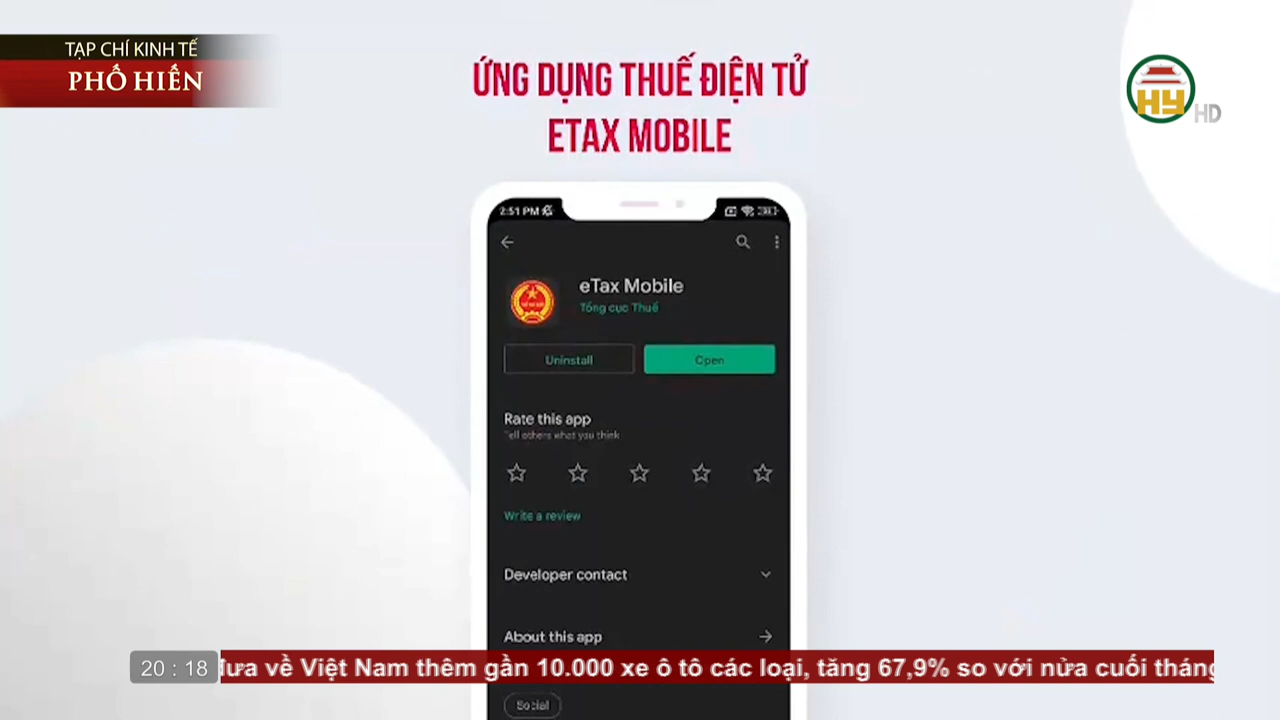 TẠP CHÍ KINH TẾ
PHỐ HIẾN
ỨNG DỤNG THUẾ ĐIỆN TỬ
ETAX MOBILE
HY HD
2:51 PM
eTax Mobile
Tổng cục Thuế
Uninstall
Open
Rate this app
Tell others what you think
Write a review
Developer contact
About this app
20 : 18
đưa về Việt Nam thêm gần 10.000 xe ô tô các loại, tăng 67,9% so với nửa cuối tháng
Social